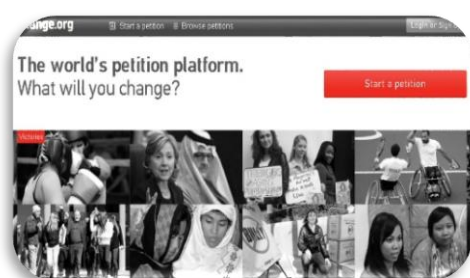 change.org Start a petition Browse petitions Login or Sign
The world's petition platform.
What will you change?
Start a petition
Victories